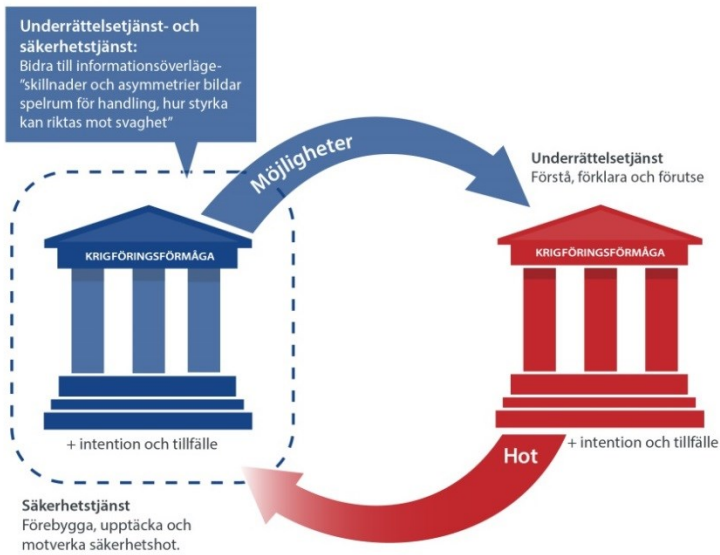 Underrättelsetjänst- och
säkerhetstjänst:
Bidra till informationsöverläge-
“skillnader och asymmetrier bildar
spelrum för handling, hur styrka
kan riktas mot svaghet”
Möjligheter
Underrättelsetjänst
Förstå, förklara och förutse
KRIGFÖRINGSFÖRMÅGA
KRIGFÖRINGSFÖRMÅGA
+ intention och tillfälle
Hot
+ intention och tillfälle
Säkerhetstjänst
Förebygga, upptäcka och
motverka säkerhetshot.